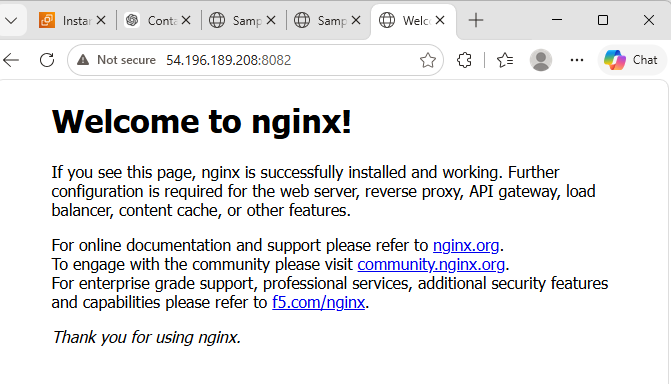 Instar
Conta
Samp
Samp
Welco
Not secure
54.196.189.208:8082
Chat
Welcome to nginx!
If you see this page, nginx is successfully installed and working. Further
configuration is required for the web server, reverse proxy, API gateway, load
balancer, content cache, or other features.
For online documentation and support please refer to nginx.org.
To engage with the community please visit community.nginx.org.
For enterprise grade support, professional services, additional security features
and capabilities please refer to f5.com/nginx.
Thank you for using nginx.